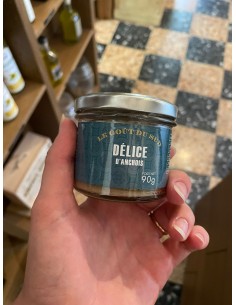 LE GOÛT DU SUD
DÉLICE
D'ANCHOIS
90g